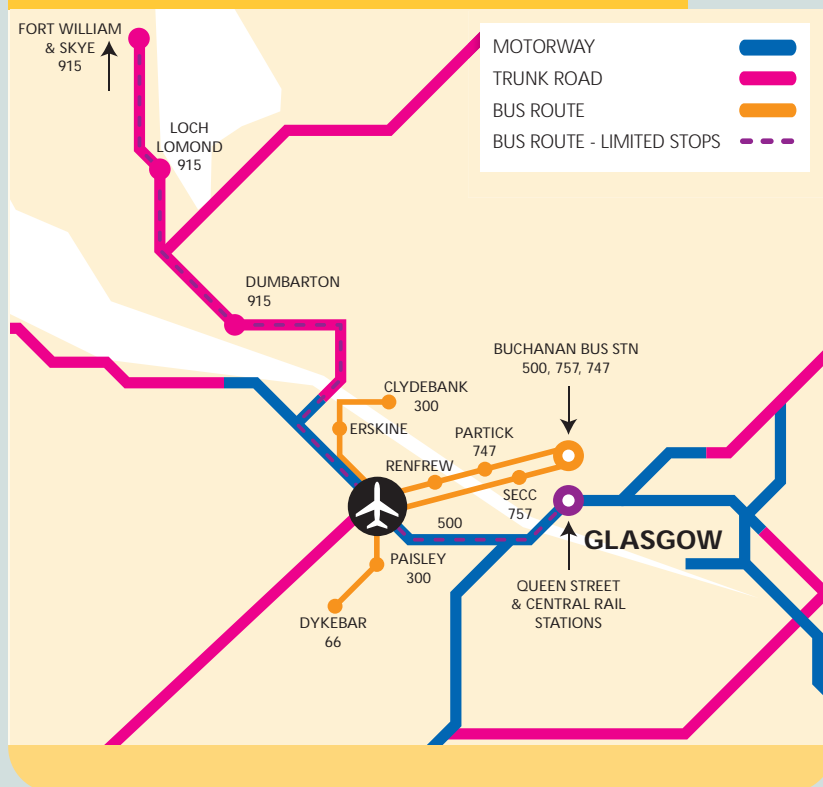 FORT WILLIAM
& SKYE
915
MOTORWAY
TRUNK ROAD
BUS ROUTE
BUS ROUTE - LIMITED STOPS
LOCH
LOMOND
915
DUMBARTON
915
BUCHANAN BUS STN
500, 757, 747
CLYDEBANK
300
ERSKINE
PARTICK
747
RENFREW
SECC
757
500
GLASGOW
PAISLEY
300
QUEEN STREET
& CENTRAL RAIL
STATIONS
DYKEBAR
66